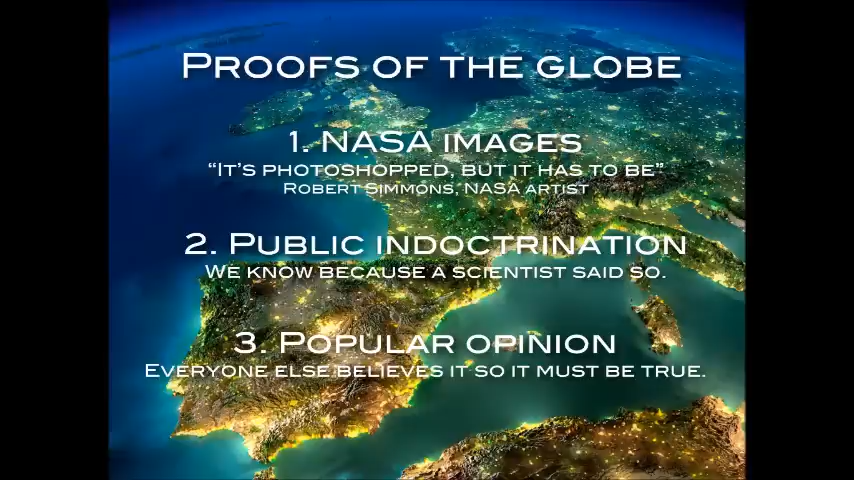 Proofs of the globe
1. NASA images
"It's photoshopped, but it has to be"
Robert Simmons, NASA artist
2. Public indoctrination
We know because a scientist said so.
3. Popular opinion
Everyone else believes it so it must be true.